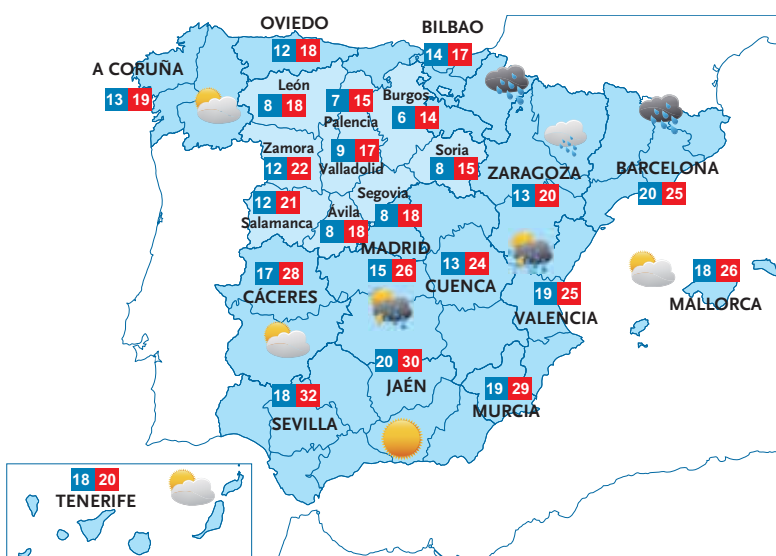 OVIEDO
12 18
BILBAO
14 17
A CORUÑA
13 19
León
8 18
7 15
Palencia
Burgos
6 14
Zamora
12 22
9 17
Valladolid
Soria
8 15
ZARAGOZA
13 20
BARCELONA
20 25
12 21
Salamanca
Ávila
8 18
Segovia
8 18
MADRID
15 26
13 24
CUENCA
17 28
CÁCERES
19 25
VALENCIA
18 26
MALLORCA
20 30
JAÉN
18 32
SEVILLA
19 29
MURCIA
18 20
TENERIFE